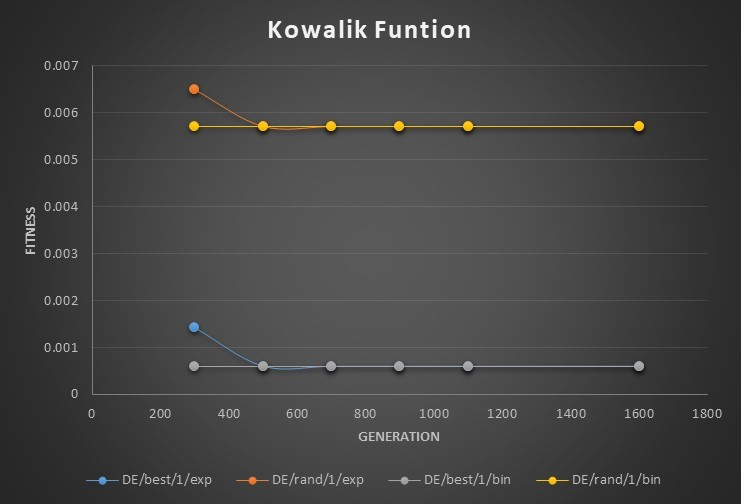 Kowalik Funtion
0.007
0.006
0.005
0.004
0.003
0.002
0.001
0
FITNESS
0 200 400 600 800 1000 1200 1400 1600 1800
GENERATION
DE/best/1/exp DE/rand/1/exp DE/best/1/bin DE/rand/1/bin